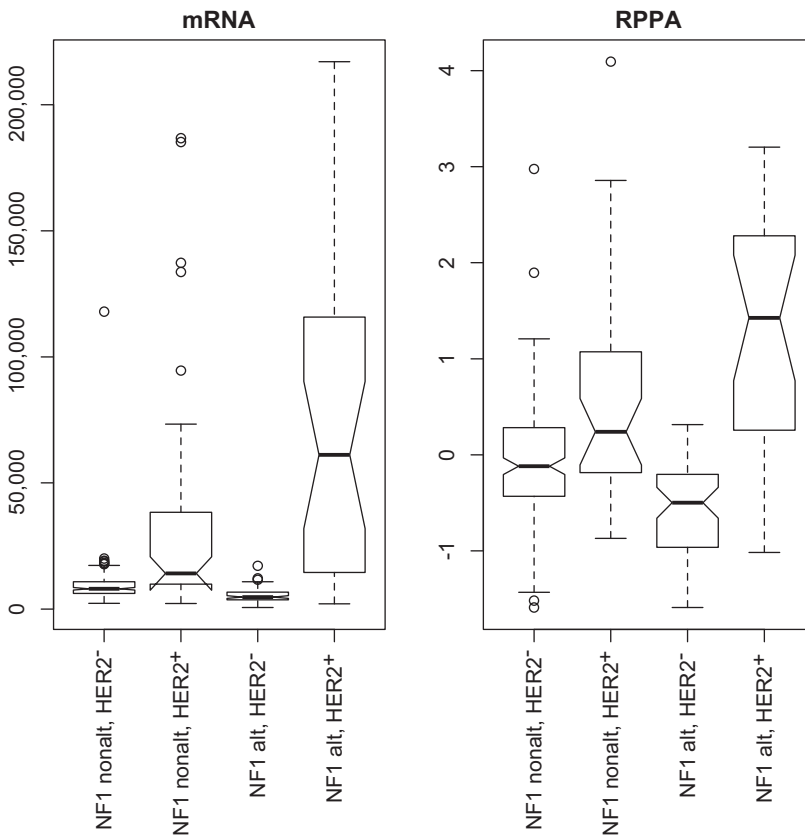 mRNA
200,000
150,000
100,000
50,000
0
NF1 nonalt, HER2⁻
NF1 nonalt, HER2⁺
NF1 alt, HER2⁻
NF1 alt, HER2⁺
RPPA
4
3
2
1
0
-1
NF1 nonalt, HER2⁻
NF1 nonalt, HER2⁺
NF1 alt, HER2⁻
NF1 alt, HER2⁺